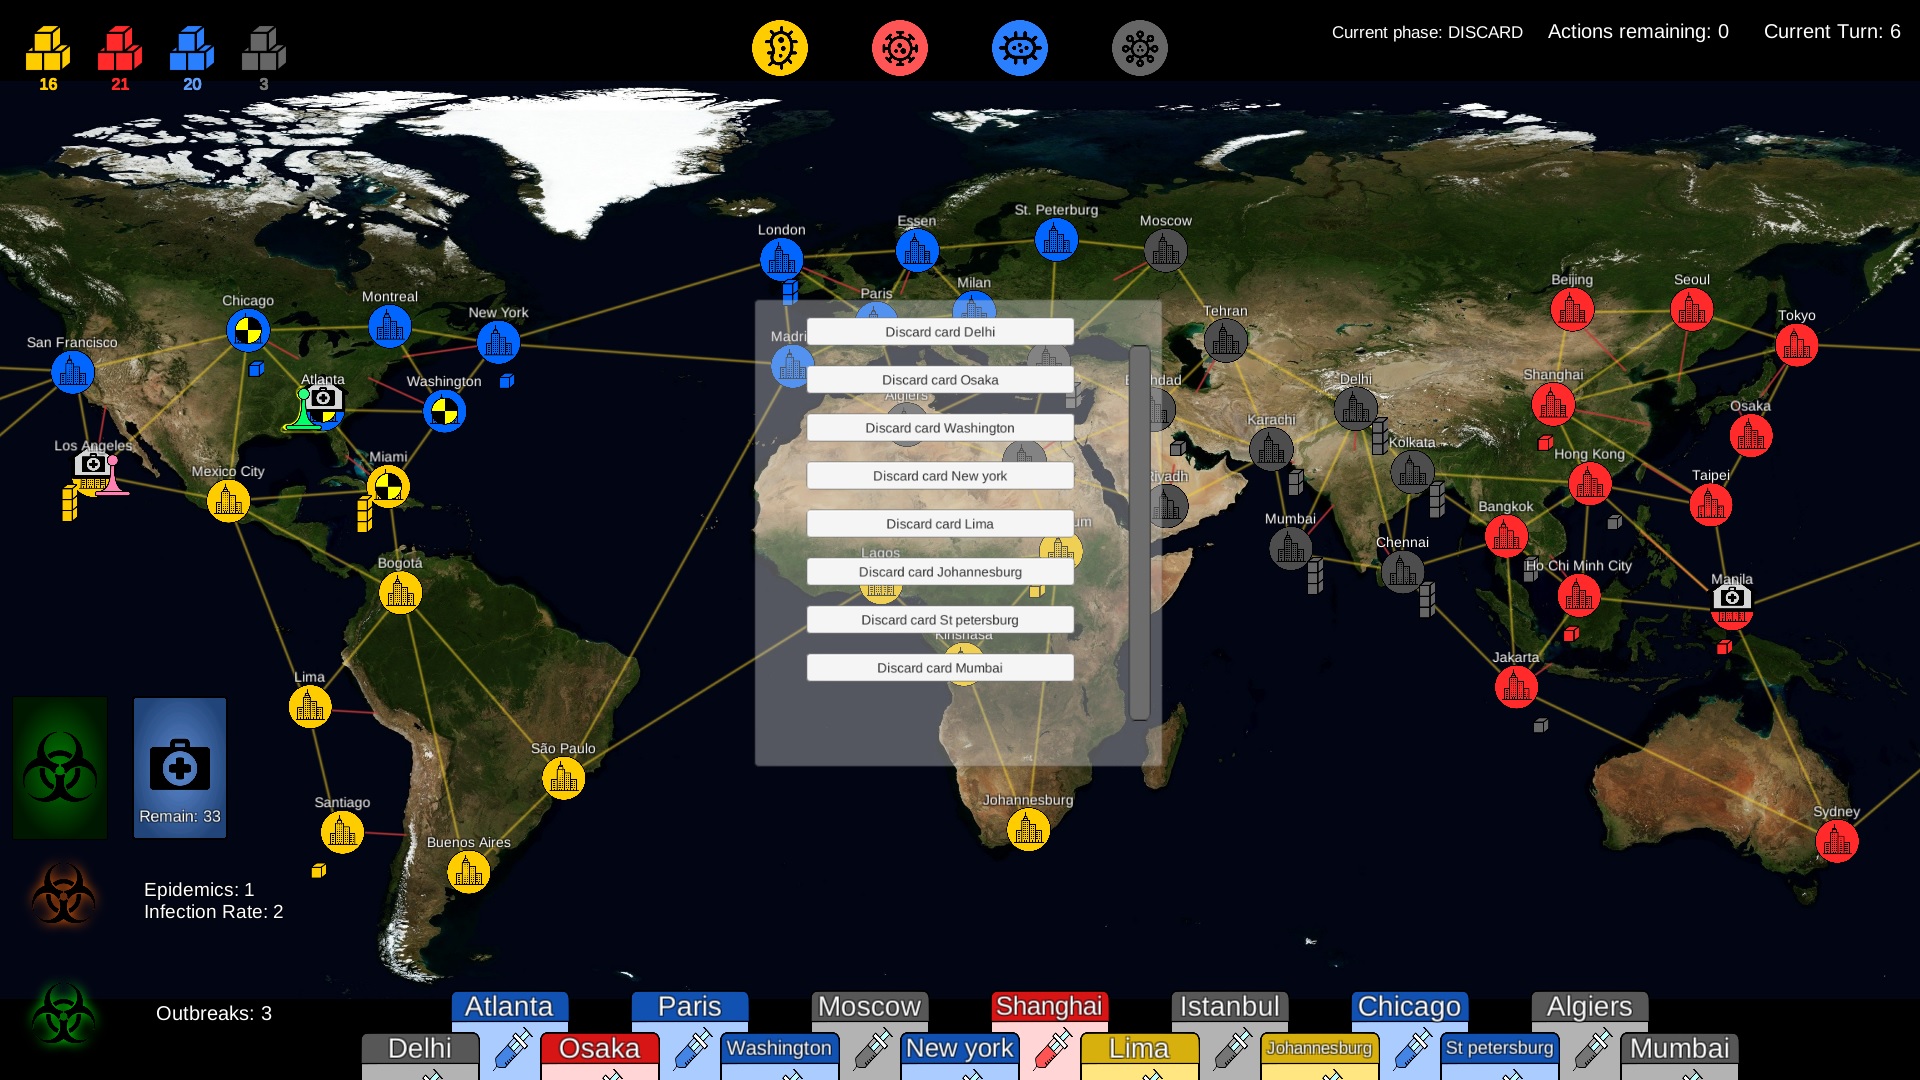 Current phase: DISCARD
Actions remaining: 0
Current Turn: 6
16
21
20
3
London
Essen
St. Peterburg
Moscow
Chicago
Montreal
New York
San Francisco
Paris
Milan
Tehran
Beijing
Seoul
Tokyo
Discard card Delhi
Atlanta
Washington
Discard card Osaka
Delhi
Shanghai
Osaka
Algiers
Karachi
Los Angeles
Mexico City
Miami
Discard card Washington
Kolkata
Hong Kong
Taipei
Discard card New york
Riyadh
Bangkok
Mumbai
Discard card Lima
Chennai
Bogotá
Lagos
Discard card Johannesburg
Ho Chi Minh City
Manila
Discard card St petersburg
Kinshasa
Discard card Mumbai
Jakarta
Lima
São Paulo
Santiago
Johannesburg
Sydney
Buenos Aires
Remain: 33
Epidemics: 1
Infection Rate: 2
Outbreaks: 3
Atlanta
Paris
Moscow
Shanghai
Istanbul
Chicago
Algiers
Delhi
Osaka
Washington
New york
Lima
Johannesburg
St petersburg
Mumbai